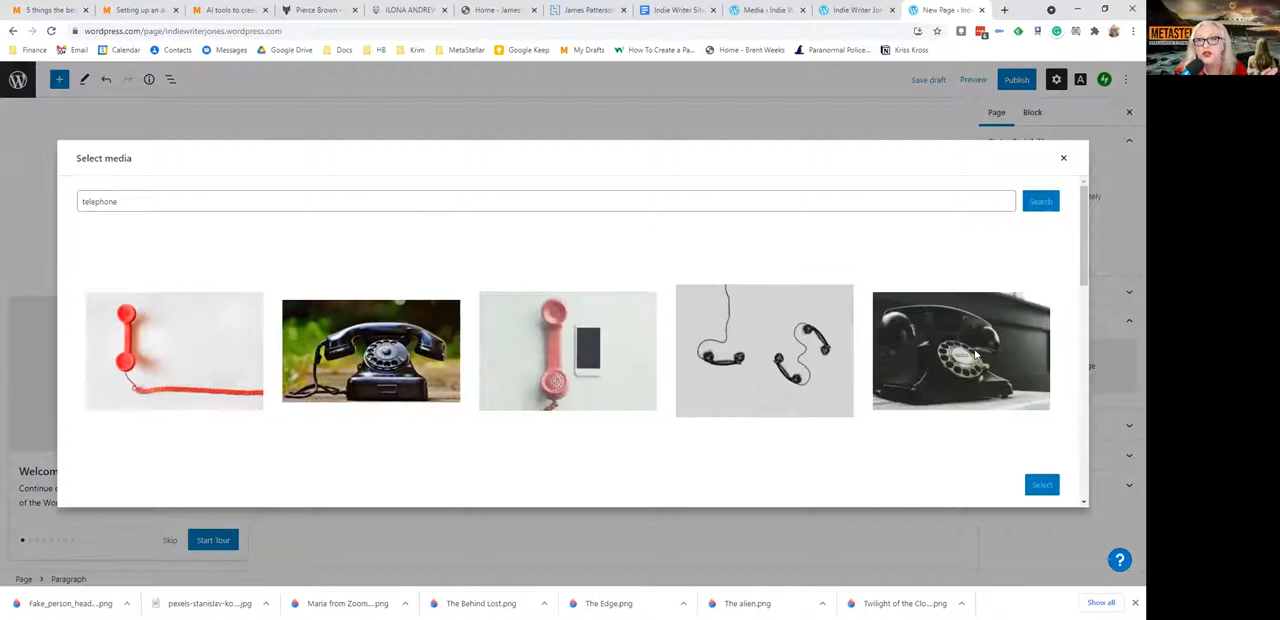 5 things the be
Setting up an a
AI tools to crea
Pierce Brown
ILONA ANDREW
Home - James
James Patterson
Indie Writer Sit
Media ‹ Indie W
Indie Writer Jon
New Page ‹ Ind
wordpress.com/page/indiewriterjones.wordpress.com
Finance
Email
Calendar
Contacts
Messages
Google Drive
Docs
HB
Krim
MetaStellar
Google Keep
My Drafts
How To Create a Pa...
Home - Brent Weeks
Paranormal Police...
Kriss Kross
METASTE
Save draft
Preview
Publish
A
Page
Block
Select media
telephone
Search
Select
Welcom
Continue
of the Wor
Skip
Start Tour
Page > Paragraph
Fake_person_head....png
pexels-stanislav-ko....jpg
Maria from Zoom....png
The Behind Lost.png
The Edge.png
The alien.png
Twilight of the Clo....png
Show all